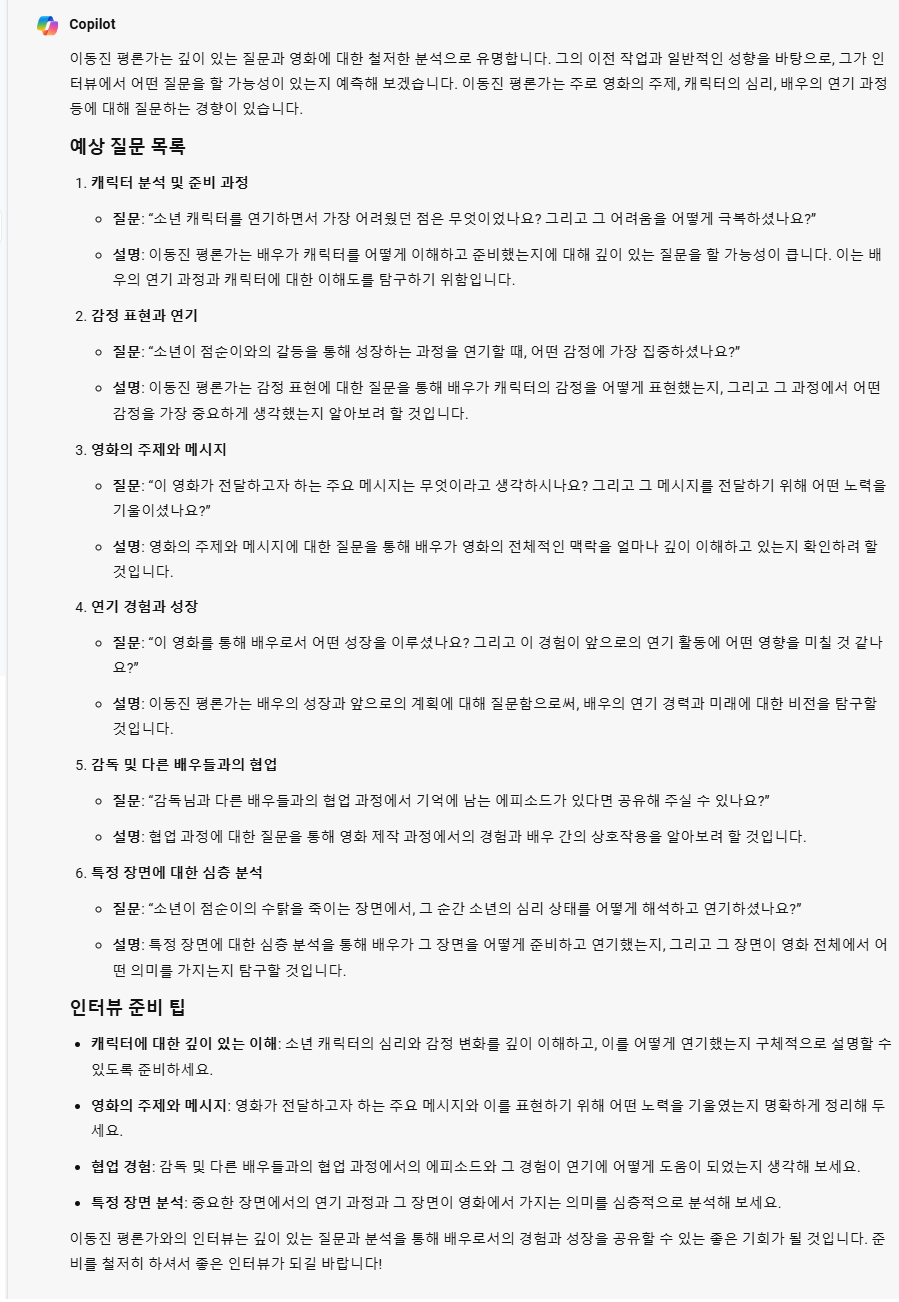 Copilot
이동진 평론가는 깊이 있는 질문과 영화에 대한 철저한 분석으로 유명합니다. 그의 이전 작업과 일반적인 성향을 바탕으로, 그가 인
터뷰에서 어떤 질문을 할 가능성이 있는지 예측해 보겠습니다. 이동진 평론가는 주로 영화의 주제, 캐릭터의 심리, 배우의 연기 과정
등에 대해 질문하는 경향이 있습니다.
예상 질문 목록
1. 캐릭터 분석 및 준비 과정
질문: “소년 캐릭터를 연기하면서 가장 어려웠던 점은 무엇이었나요? 그리고 그 어려움을 어떻게 극복하셨나요?”
설명: 이동진 평론가는 배우가 캐릭터를 어떻게 이해하고 준비했는지에 대해 깊이 있는 질문을 할 가능성이 큽니다. 이는 배
우의 연기 과정과 캐릭터에 대한 이해도를 탐구하기 위함입니다.
2. 감정 표현과 연기
질문: “소년이 점순이와의 갈등을 통해 성장하는 과정을 연기할 때, 어떤 감정에 가장 집중하셨나요?”
설명: 이동진 평론가는 감정 표현에 대한 질문을 통해 배우가 캐릭터의 감정을 어떻게 표현했는지, 그리고 그 과정에서 어떤
감정을 가장 중요하게 생각했는지 알아보려 할 것입니다.
3. 영화의 주제와 메시지
질문: “이 영화가 전달하고자 하는 주요 메시지는 무엇이라고 생각하시나요? 그리고 그 메시지를 전달하기 위해 어떤 노력을
기울이셨나요?”
설명: 영화의 주제와 메시지에 대한 질문을 통해 배우가 영화의 전체적인 맥락을 얼마나 깊이 이해하고 있는지 확인하려 할
것입니다.
4. 연기 경험과 성장
질문: “이 영화를 통해 배우로서 어떤 성장을 이루셨나요? 그리고 이 경험이 앞으로의 연기 활동에 어떤 영향을 미칠 것 같나
요?”
설명: 이동진 평론가는 배우의 성장과 앞으로의 계획에 대해 질문함으로써, 배우의 연기 경력과 미래에 대한 비전을 탐구할
것입니다.
5. 감독 및 다른 배우들과의 협업
질문: “감독님과 다른 배우들과의 협업 과정에서 기억에 남는 에피소드가 있다면 공유해 주실 수 있나요?”
설명: 협업 과정에 대한 질문을 통해 영화 제작 과정에서의 경험과 배우 간의 상호작용을 알아보려 할 것입니다.
6. 특정 장면에 대한 심층 분석
질문: “소년이 점순이의 수탉을 죽이는 장면에서, 그 순간 소년의 심리 상태를 어떻게 해석하고 연기하셨나요?”
설명: 특정 장면에 대한 심층 분석을 통해 배우가 그 장면을 어떻게 준비하고 연기했는지, 그리고 그 장면이 영화 전체에서 어
떤 의미를 가지는지 탐구할 것입니다.
인터뷰 준비 팁
캐릭터에 대한 깊이 있는 이해: 소년 캐릭터의 심리와 감정 변화를 깊이 이해하고, 이를 어떻게 연기했는지 구체적으로 설명할 수
있도록 준비하세요.
영화의 주제와 메시지: 영화가 전달하고자 하는 주요 메시지와 이를 표현하기 위해 어떤 노력을 기울였는지 명확하게 정리해 두
세요.
협업 경험: 감독 및 다른 배우들과의 협업 과정에서의 에피소드와 그 경험이 연기에 어떻게 도움이 되었는지 생각해 보세요.
특정 장면 분석: 중요한 장면에서의 연기 과정과 그 장면이 영화에서 가지는 의미를 심층적으로 분석해 보세요.
이동진 평론가와의 인터뷰는 깊이 있는 질문과 분석을 통해 배우로서의 경험과 성장을 공유할 수 있는 좋은 기회가 될 것입니다. 준
비를 철저히 하셔서 좋은 인터뷰가 되길 바랍니다!